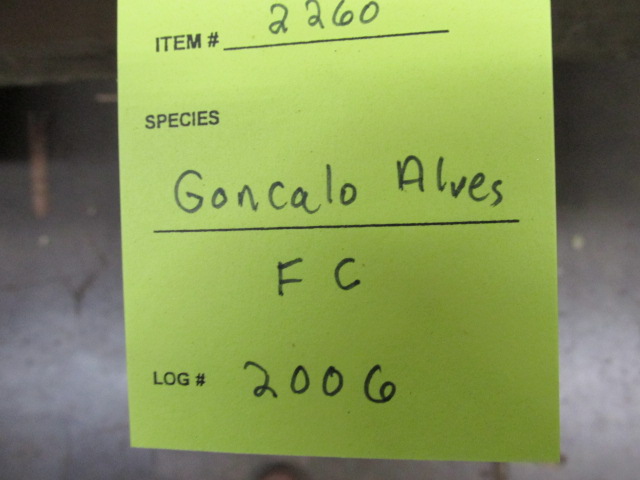 ITEM # 2260
SPECIES
Goncalo Alves
F C
LOG # 2006